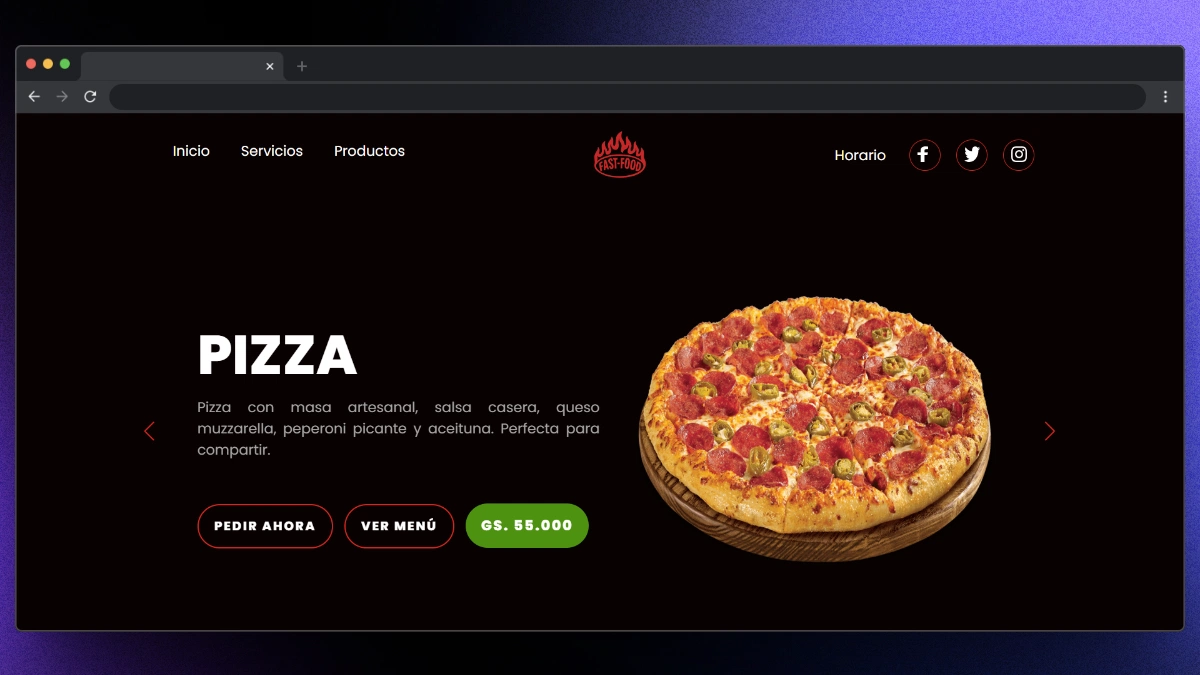 Inicio Servicios Productos
FAST-FOOD
Horario
PIZZA
Pizza con masa artesanal, salsa casera, queso
muzzarella, peperoni picante y aceituna. Perfecta para
compartir.
PEDIR AHORA
VER MENÚ
GS. 55.000